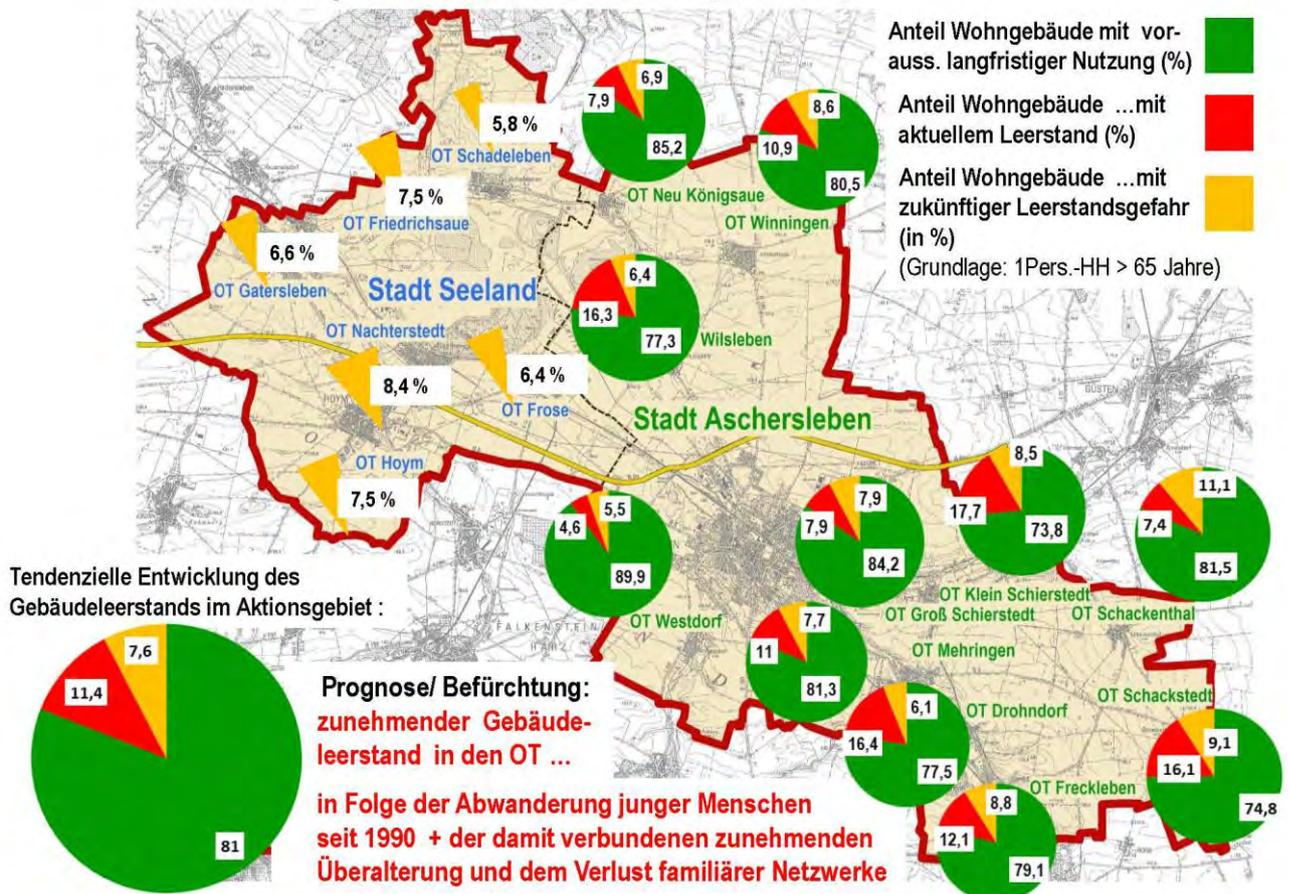 Anteil Wohngebäude mit vor-
auss. langfristiger Nutzung (%)
Anteil Wohngebäude ...mit
aktuellem Leerstand (%)
Anteil Wohngebäude ...mit
zukünftiger Leerstandsgefahr
(in %)
(Grundlage: 1Pers.-HH > 65 Jahre)
5,8 %
OT Schadeleben
7,5 %
OT Friedrichsaue
6,6 %
OT Gatersleben
Stadt Seeland
OT Nachterstedt
8,4 %
6,4 %
OT Frose
HOYM
OT Hoym
7,5 %
7,9
6,9
85,2
OT Neu Königsaue
8,6
10,9
80,5
OT Winningen
6,4
16,3
77,3
Wilsleben
Stadt Aschersleben
GÜSTEN
5,5
4,6
89,9
OT Westdorf
7,9
7,9
84,2
OT Groß Schierstedt
8,5
17,7
73,8
OT Klein Schierstedt
11,1
7,4
81,5
OT Schackenthal
7,7
11
81,3
OT Mehringen
6,1
16,4
77,5
OT Drohndorf
8,8
12,1
79,1
OT Freckleben
OT Schackstedt
9,1
16,1
74,8
FALKENSTEIN
HARZ
Tendenzielle Entwicklung des
Gebäudeleerstands im Aktionsgebiet :
7,6
11,4
81
Prognose/ Befürchtung:
zunehmender Gebäude-
leerstand in den OT ...
in Folge der Abwanderung junger Menschen
seit 1990 + der damit verbundenen zunehmenden
Überalterung und dem Verlust familiärer Netzwerke